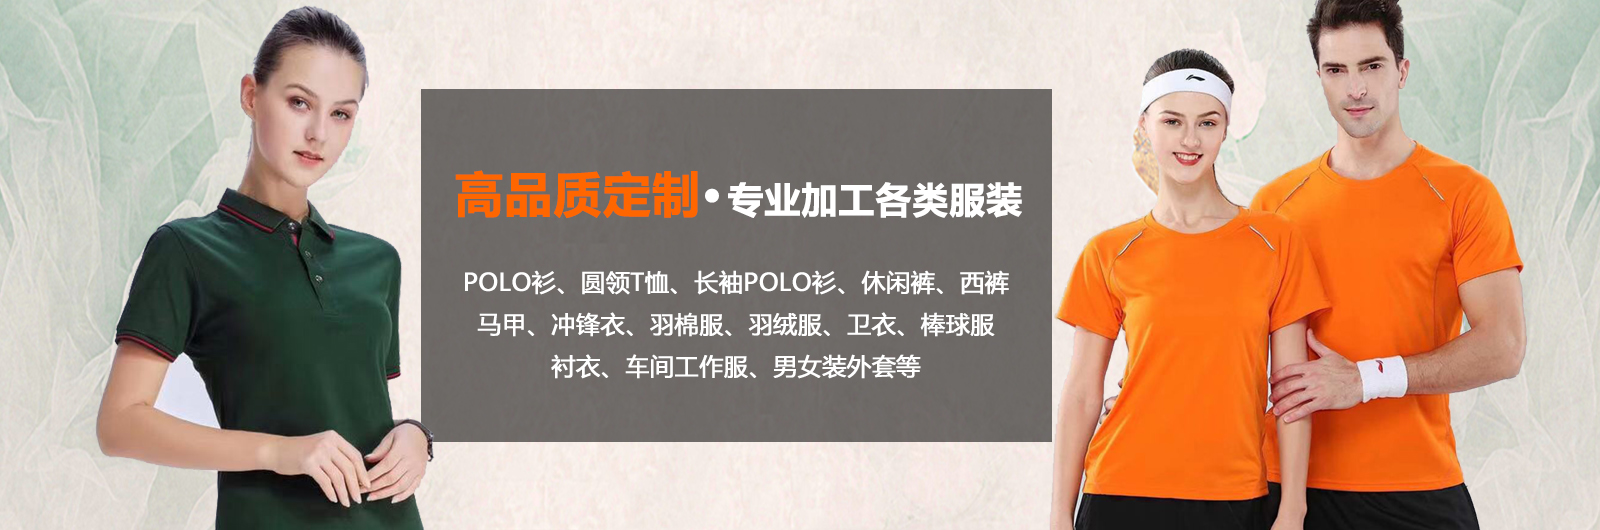 高品质定制•专业加工各类服装
POLO衫、圆领T恤、长袖POLO衫、休闲裤、西裤
马甲、冲锋衣、羽棉服、羽绒服、卫衣、棒球服
衬衣、车间工作服、男女装外套等